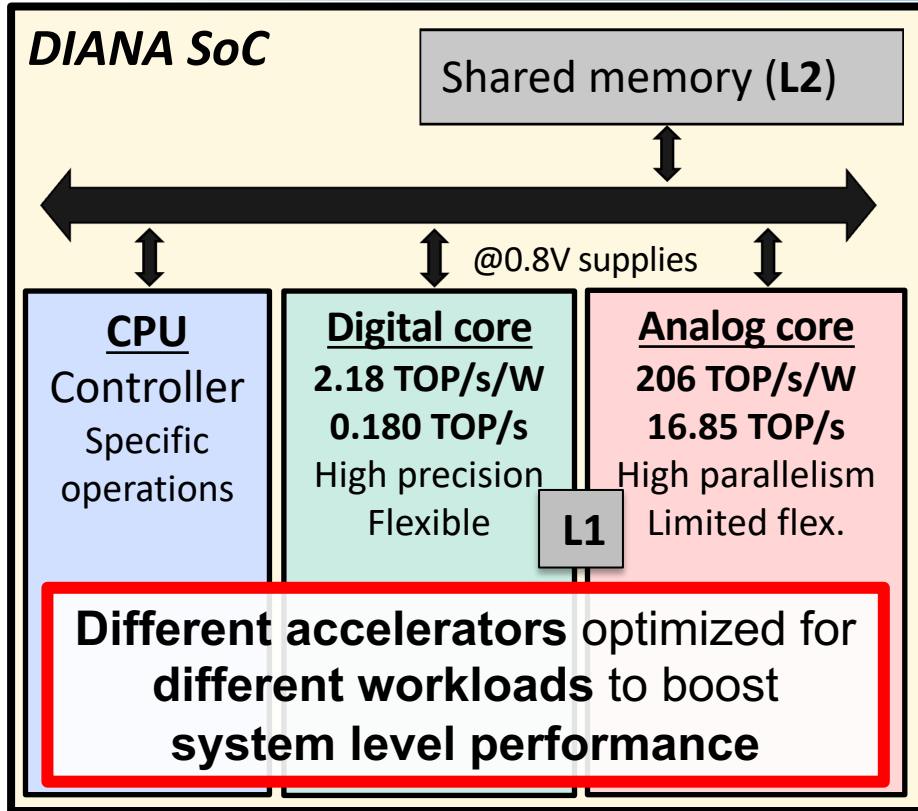 DIANA SoC
Shared memory (L2)
@0.8V supplies
CPU
Controller
Specific
operations
Digital core
2.18 TOP/s/W
0.180 TOP/s
High precision
Flexible
Analog core
206 TOP/s/W
16.85 TOP/s
High parallelism
Limited flex.
L1
Different accelerators optimized for
different workloads to boost
system level performance